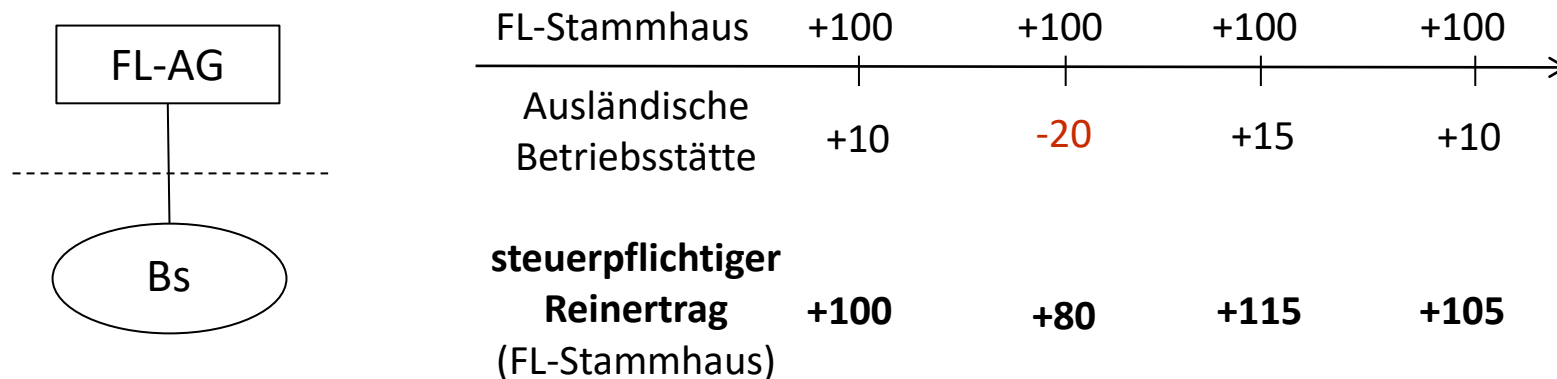 FL-AG
Bs
FL-Stammhaus +100 +100 +100 +100
Ausländische
Betriebsstätte +10 -20 +15 +10
steuerpflichtiger
Reinertrag +100 +80 +115 +105
(FL-Stammhaus)